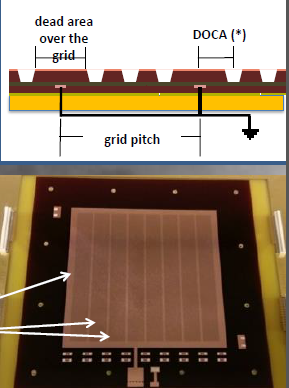 dead area
over the
grid
DOCA (*)
grid pitch